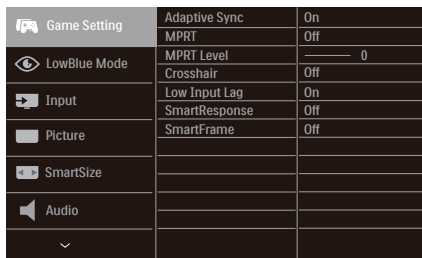 Game Setting
LowBlue Mode
Input
Picture
SmartSize
Audio
Adaptive Sync On
MPRT Off
MPRT Level 0
Crosshair Off
Low Input Lag On
SmartResponse Off
SmartFrame Off